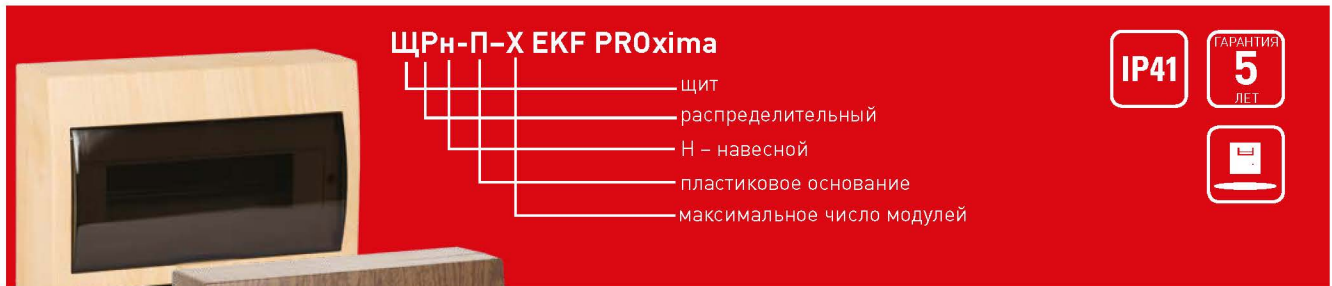 ЩРн-П–Х EKF PROxima
щит
распределительный
Н – навесной
пластиковое основание
максимальное число модулей
IP41
ГАРАНТИЯ
5
ЛЕТ